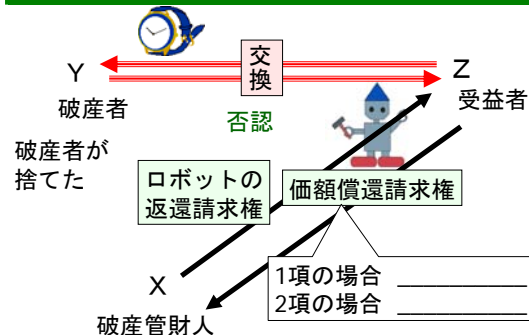 交
換
Y
Z
破産者
受益者
否認
破産者が
捨てた
ロボットの
返還請求権
価額償還請求権
X
破産管財人
1項の場合 ____________
2項の場合 ____________